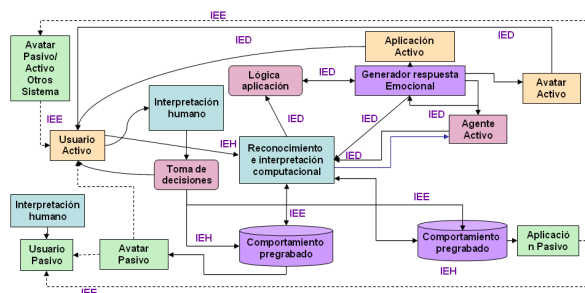 IEE
Avatar
Pasivo/
Activo
Otros
Sistema
IED
IED
Aplicación
Activo
Lógica
aplicación
IED
Generador respuesta
Emocional
Avatar
Activo
Interpretación
humano
IEE
Usuario
Activo
IEH
IED
IED
IED
Agente
Activo
Reconocimiento
e interpretación
computacional
IED
Toma de
decisiones
Interpretación
humano
IEE
IEE
Usuario
Pasivo
Avatar
Pasivo
IEH
Comportamiento
pregrabado
Comportamiento
pregrabado
Aplicació
n Pasivo
IEH
IEE